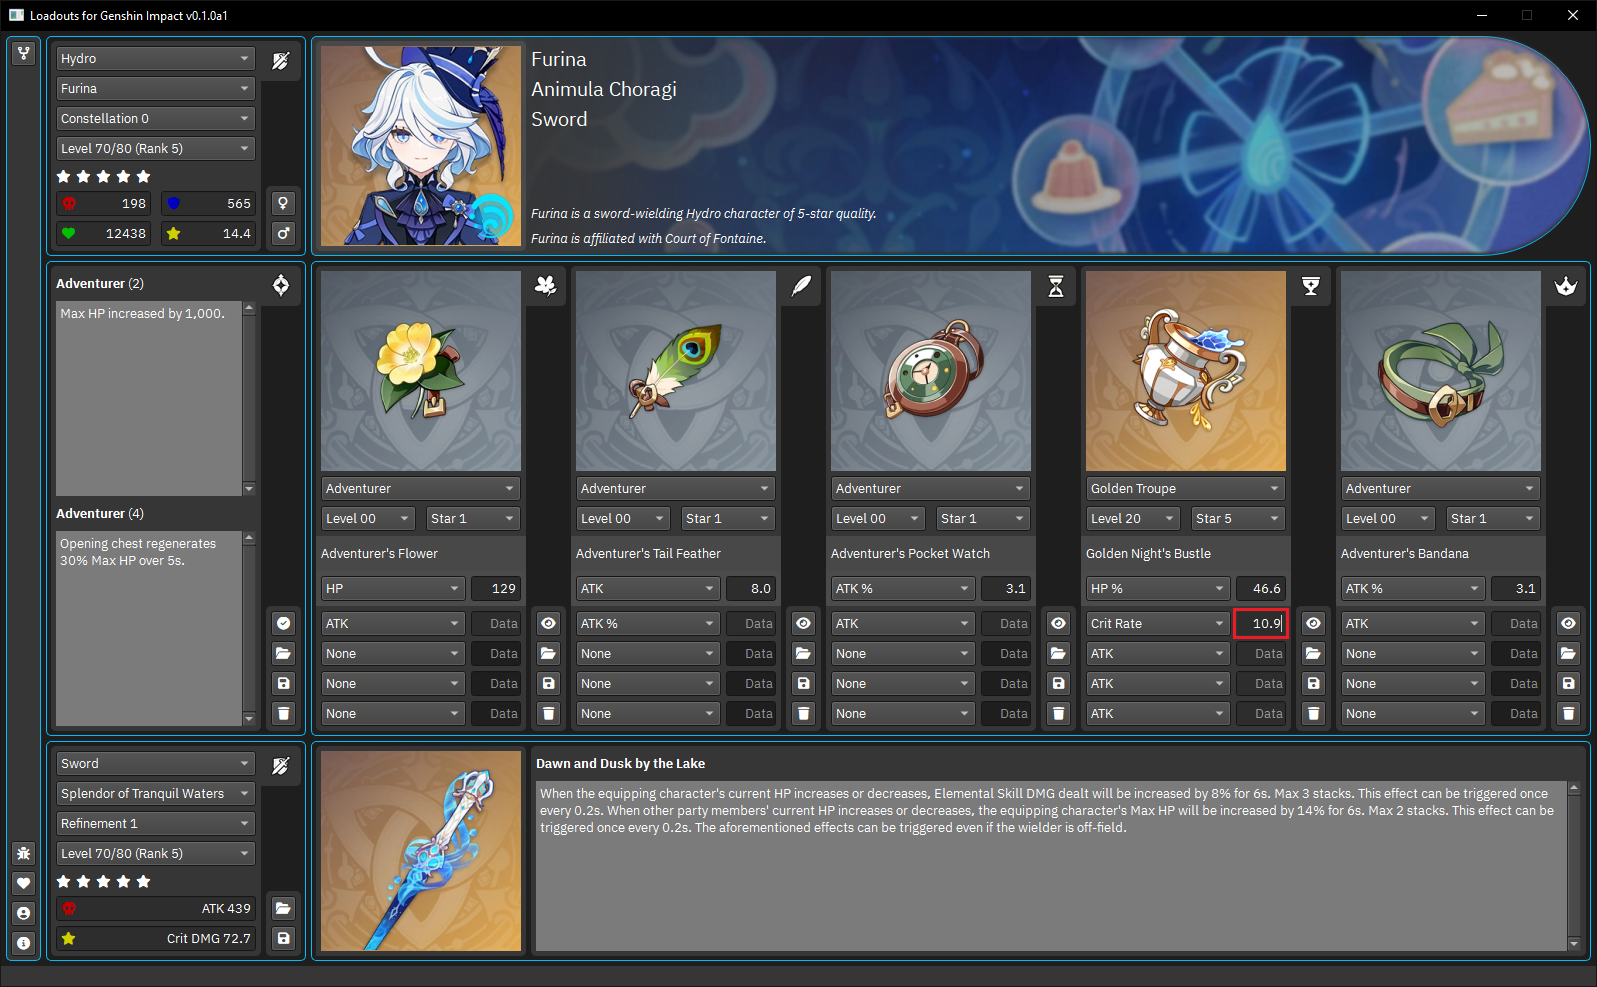 Loadouts for Genshin Impact v0.1.0a1
Hydro
Furina
Constellation 0
Level 70/80 (Rank 5)
198
565
12438
14.4
Furina
Animula Choragi
Sword
Furina is a sword-wielding Hydro character of 5-star quality.
Furina is affiliated with Court of Fontaine.
Adventurer (2)
Max HP increased by 1,000.
Adventurer (4)
Opening chest regenerates
30% Max HP over 5s.
Adventurer
Level 00
Star 1
Adventurer's Flower
HP
129
ATK
Data
None
Data
None
Data
None
Data
Adventurer
Level 00
Star 1
Adventurer's Tail Feather
ATK
8.0
ATK %
Data
None
Data
None
Data
None
Data
Adventurer
Level 00
Star 1
Adventurer's Pocket Watch
ATK %
3.1
ATK
Data
None
Data
None
Data
None
Data
Golden Troupe
Level 20
Star 5
Golden Night's Bustle
HP %
46.6
Crit Rate
10.9
ATK
Data
ATK
Data
ATK
Data
Adventurer
Level 00
Star 1
Adventurer's Bandana
ATK %
3.1
ATK
Data
None
Data
None
Data
None
Data
Sword
Splendor of Tranquil Waters
Refinement 1
Level 70/80 (Rank 5)
ATK 439
Crit DMG 72.7
Dawn and Dusk by the Lake
When the equipping character's current HP increases or decreases, Elemental Skill DMG dealt will be increased by 8% for 6s. Max 3 stacks. This effect can be triggered once
every 0.2s. When other party members' current HP increases or decreases, the equipping character's Max HP will be increased by 14% for 6s. Max 2 stacks. This effect can be
triggered once every 0.2s. The aforementioned effects can be triggered even if the wielder is off-field.